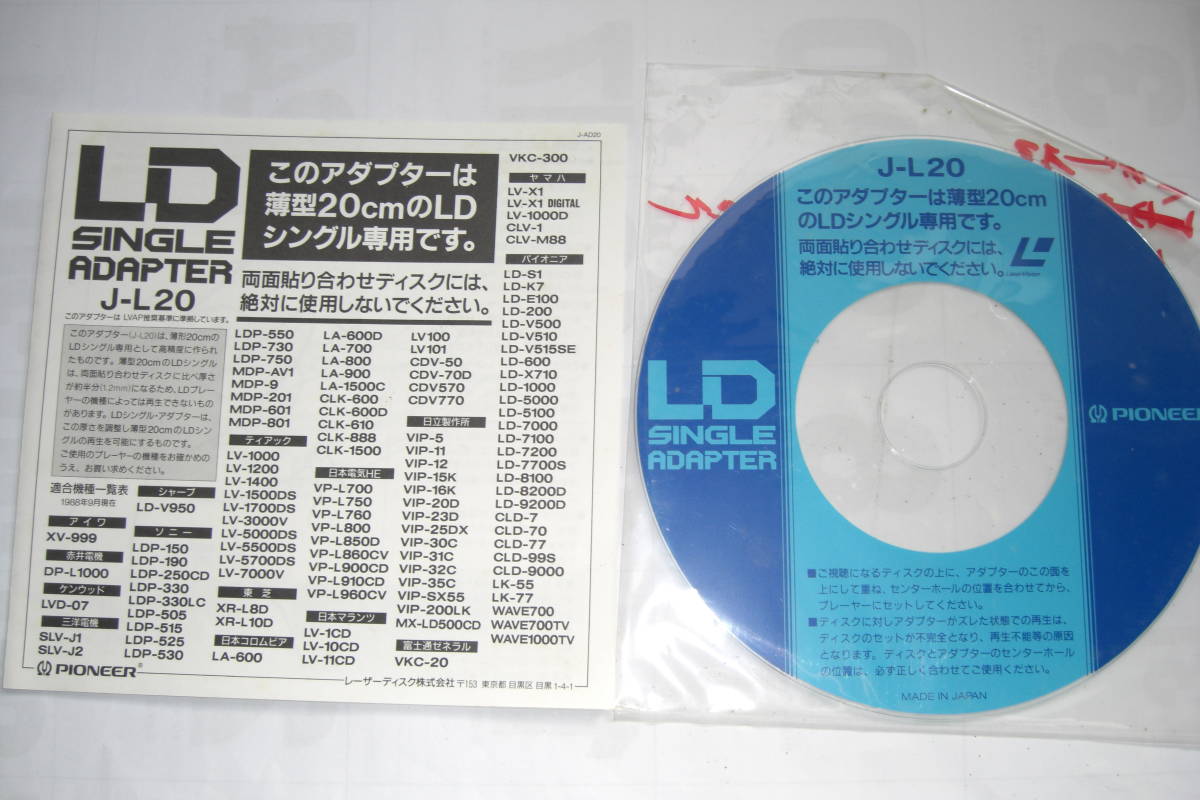 J-AD20
LD
SINGLE
ADAPTER
J-L20
このアダプターは LVAP推奨基準に準拠しています。
このアダプターは
薄型20cmのLD
シングル専用です。
両面貼り合わせディスクには、
絶対に使用しないでください。
このアダプター(J-L20)は、薄形20cmの
LDシングル専用として高精度に作られ
たものです。薄型20cmのLDシングル
は、両面貼り合わせディスクに比べ厚さ
が約半分(1.2mm)になるため、LDプレー
ヤーの機種によっては再生できないもの
があります。LDシングル・アダプターは、
この厚さを調整し薄型20cmのLDシン
グルの再生を可能にするものです。
ご使用のプレーヤーの機種をお確かめの
うえ、お買い求めください。
適合機種一覧表
1988年9月現在
アイワ
XV-999
赤井電機
DP-L1000
ケンウッド
LVD-07
三洋電機
SLV-J1
SLV-J2
シャープ
LD-V950
ソニー
LDP-150
LDP-190
LDP-250CD
LDP-330
LDP-330LC
LDP-505
LDP-515
LDP-525
LDP-530
LDP-550
LDP-730
LDP-750
MDP-AV1
MDP-9
MDP-201
MDP-601
MDP-801
ティアック
LV-1000
LV-1200
LV-1400
LV-1500DS
LV-1700DS
LV-3000V
LV-5000DS
LV-5500DS
LV-5700DS
LV-7000V
東芝
XR-L8D
XR-L10D
日本コロムビア
LA-600
LA-600D
LA-700
LA-800
LA-900
LA-1500C
CLK-600
CLK-600D
CLK-610
CLK-888
CLK-1500
日本電気HE
VP-L700
VP-L750
VP-L760
VP-L800
VP-L850D
VP-L860CV
VP-L900CD
VP-L910CD
VP-L960CV
日本マランツ
LV-1CD
LV-10CD
LV-11CD
LV100
LV101
CDV-50
CDV-70D
CDV570
CDV770
日立製作所
VIP-5
VIP-11
VIP-12
VIP-15K
VIP-16K
VIP-20D
VIP-23D
VIP-25DX
VIP-30C
VIP-31C
VIP-32C
VIP-35C
VIP-SX55
VIP-200LK
MX-LD500CD
富士通ゼネラル
VKC-20
VKC-300
ヤマハ
LV-X1
LV-X1 DIGITAL
LV-1000D
CLV-1
CLV-M88
パイオニア
LD-S1
LD-K7
LD-E100
LD-200
LD-V500
LD-V510
LD-V515SE
LD-600
LD-X710
LD-1000
LD-5000
LD-5100
LD-7000
LD-7100
LD-7200
LD-7700S
LD-8100
LD-8200D
LD-9200D
CLD-7
CLD-70
CLD-77
CLD-99S
CLD-9000
LK-55
LK-77
WAVE700
WAVE700TV
WAVE1000TV
PIONEER®
レーザーディスク株式会社 〒153 東京都 目黒区 目黒 1-4-1
J-L20
このアダプターは薄型20cm
のLDシングル専用です。
両面貼り合わせディスクには、
絶対に使用しないでください。
LaserVision
LD
SINGLE
ADAPTER
PIONEER
■ご視聴になるディスクの上に、アダプターのこの面を
上にして重ね、センターホールの位置を合わせてから、
プレーヤーにセットしてください。
■ディスクに対しアダプターがズレた状態での再生は、
ディスクのセットが不完全となり、再生不能等の原因
となります。ディスクとアダプターのセンターホール
の位置は、必ず正しく合わせてご使用ください。
MADE IN JAPAN